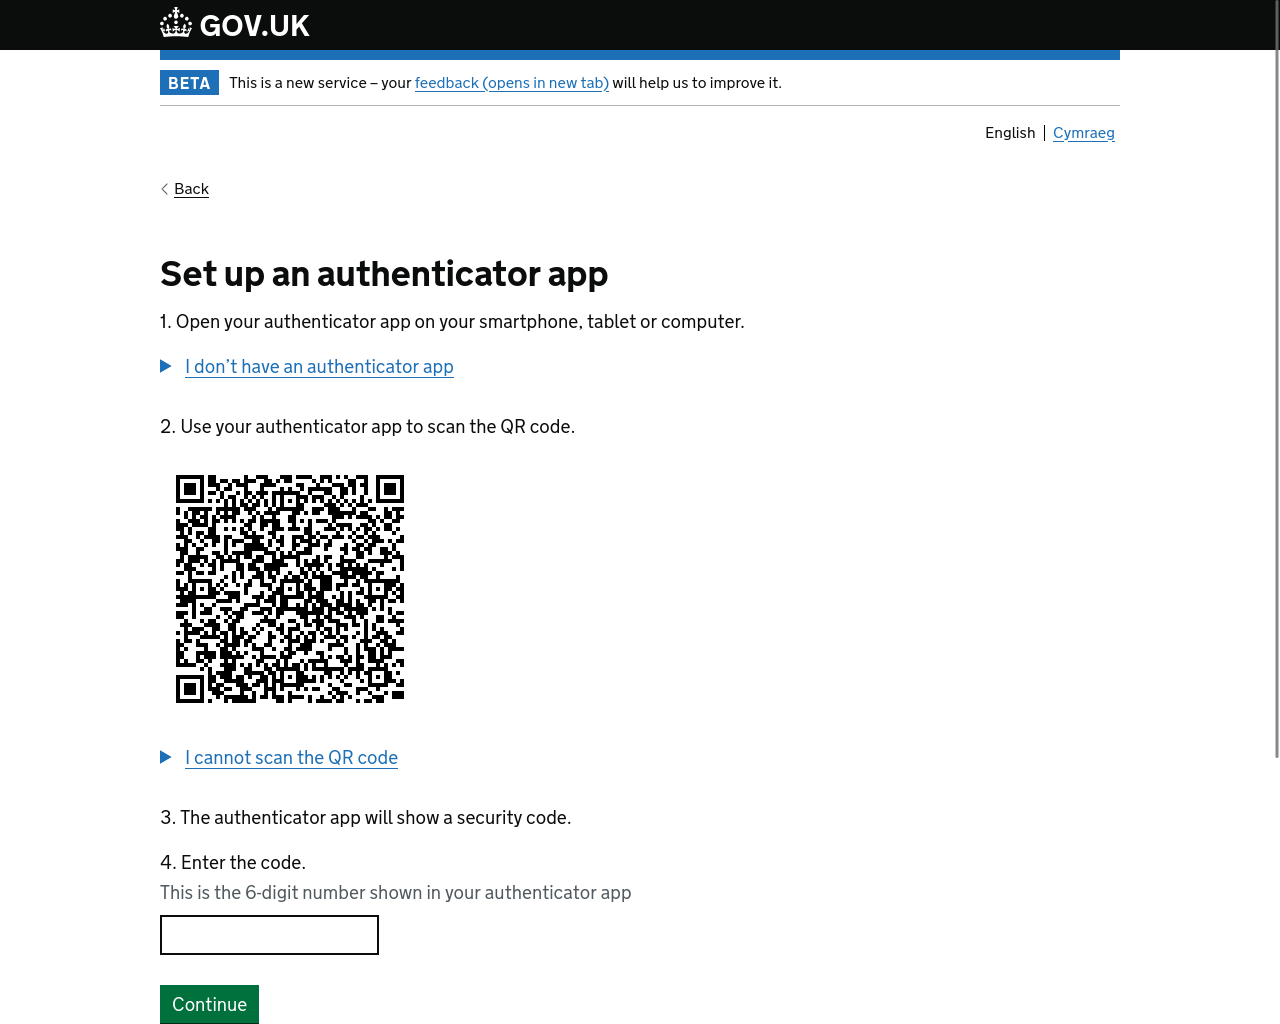 GOV.UK
BETA This is a new service – your feedback (opens in new tab) will help us to improve it.
English Cymraeg
Back
Set up an authenticator app
1. Open your authenticator app on your smartphone, tablet or computer.
I don’t have an authenticator app
2. Use your authenticator app to scan the QR code.
I cannot scan the QR code
3. The authenticator app will show a security code.
4. Enter the code.
This is the 6-digit number shown in your authenticator app
Continue